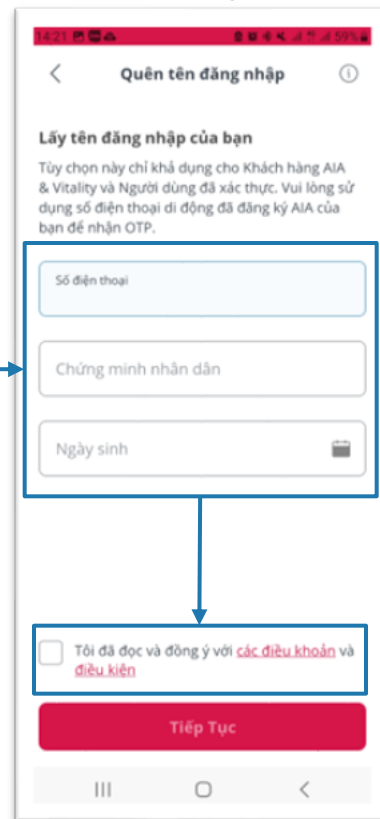 14:21 59%
Quên tên đăng nhập
Lấy tên đăng nhập của bạn
Tùy chọn này chỉ khả dụng cho Khách hàng AIA
& Vitality và Người dùng đã xác thực. Vui lòng sử
dụng số điện thoại di động đã đăng ký AIA của
bạn để nhận OTP.
Số điện thoại
Chứng minh nhân dân
Ngày sinh
Tôi đã đọc và đồng ý với các điều khoản và
điều kiện
Tiếp Tục